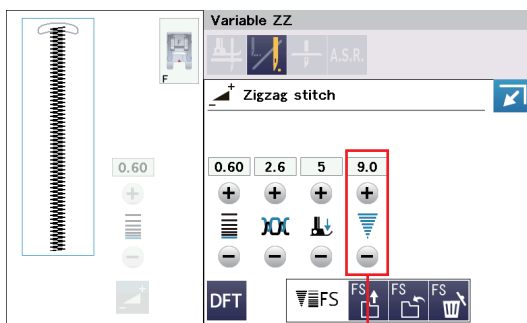 F
0.60
Variable ZZ
A.S.R.
Zigzag stitch
0.60 2.6 5 9.0
DFT
FS
FS FS FS